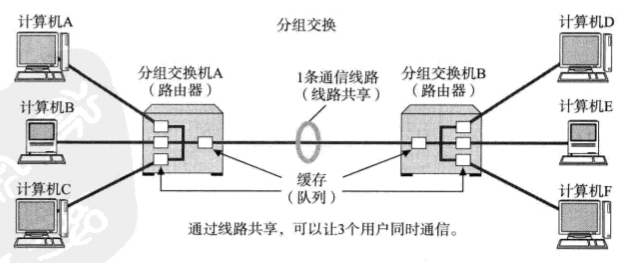 分组交换
计算机A
计算机B
计算机C
分组交换机A
(路由器)
1条通信线路
(线路共享)
缓存
(队列)
分组交换机B
(路由器)
计算机D
计算机E
计算机F
通过线路共享，可以让3个用户同时通信。